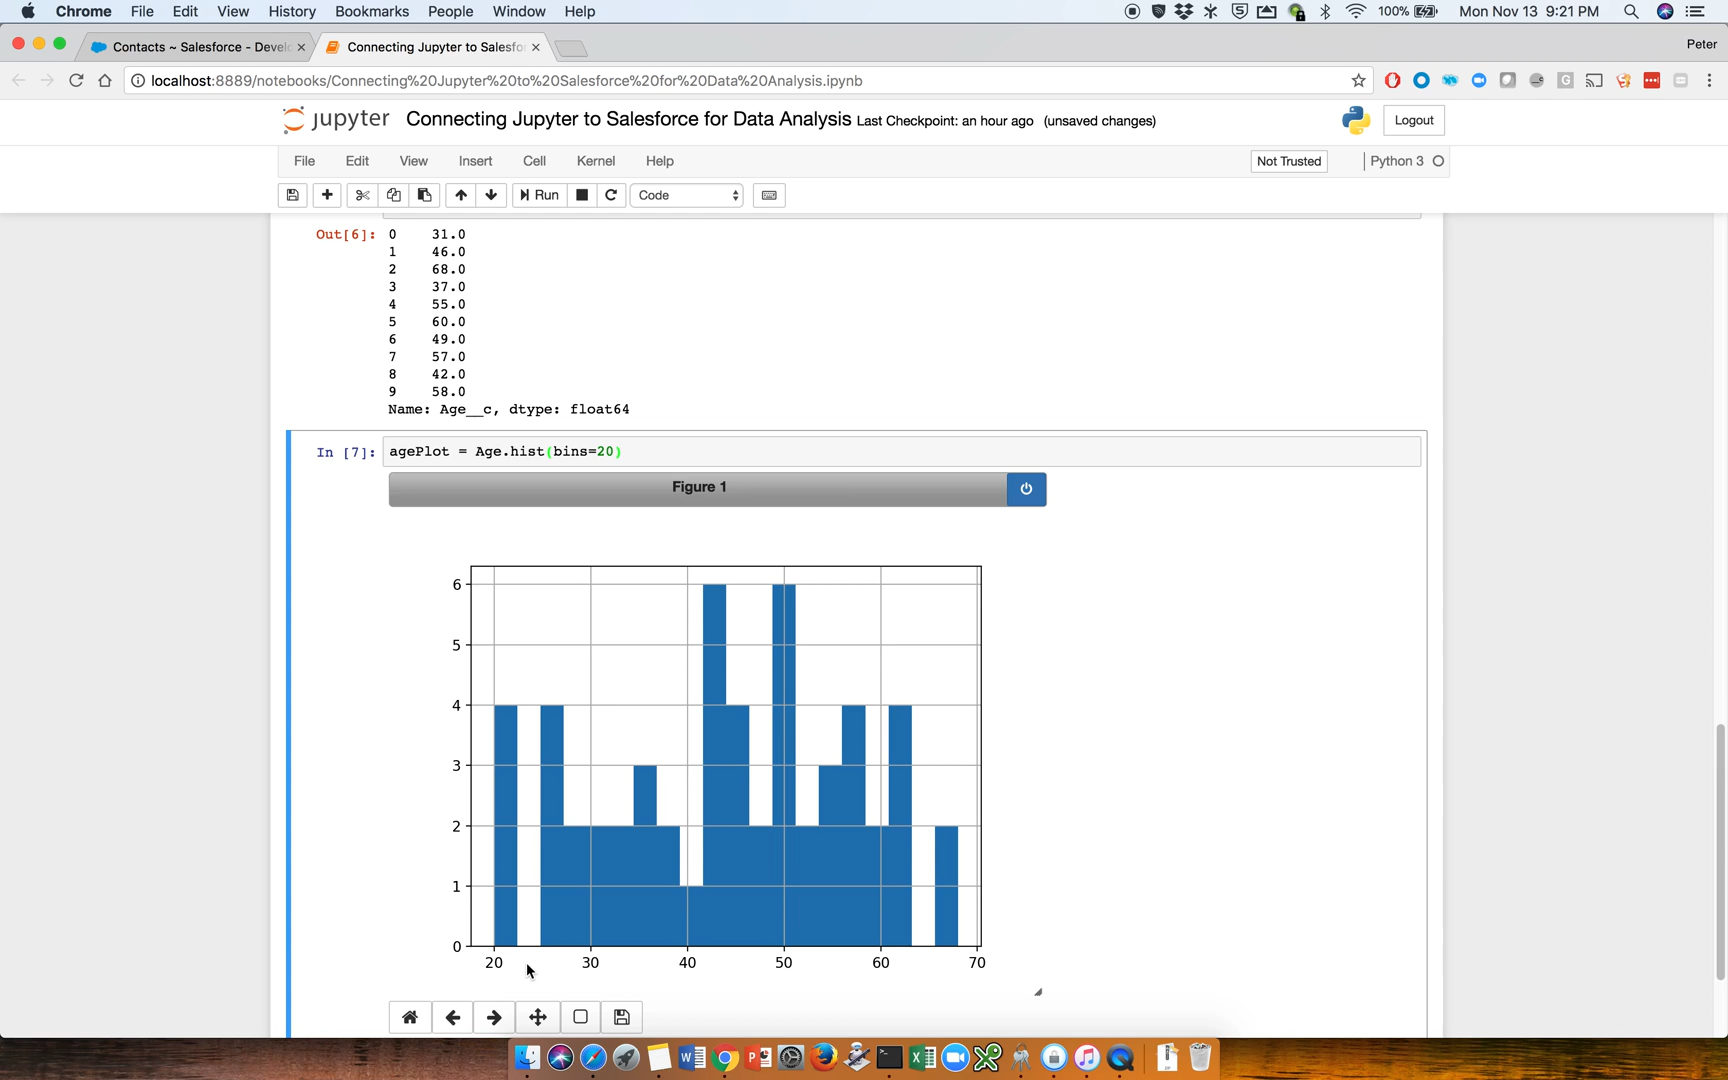 Chrome File Edit View History Bookmarks People Window Help 100% Mon Nov 13 9:21 PM
Contacts ~ Salesforce - Devel Connecting Jupyter to Salesfo Peter
localhost:8889/notebooks/Connecting%20Jupyter%20to%20Salesforce%20for%20Data%20Analysis.ipynb
jupyter Connecting Jupyter to Salesforce for Data Analysis Last Checkpoint: an hour ago (unsaved changes) Logout
File Edit View Insert Cell Kernel Help Not Trusted Python 3
Run Code
Out[6]: 0 31.0
1 46.0
2 68.0
3 37.0
4 55.0
5 60.0
6 49.0
7 57.0
8 42.0
9 58.0
Name: Age__c, dtype: float64
In [7]: agePlot = Age.hist(bins=20)
Figure 1
6
5
4
3
2
1
0
20 30 40 50 60 70